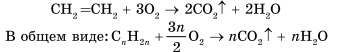 CH₂=CH₂ + 3O₂ → 2CO₂↑ + 2H₂O
В общем виде: CₙH₂ₙ + 3n/2 O₂ → nCO₂↑ + nH₂O